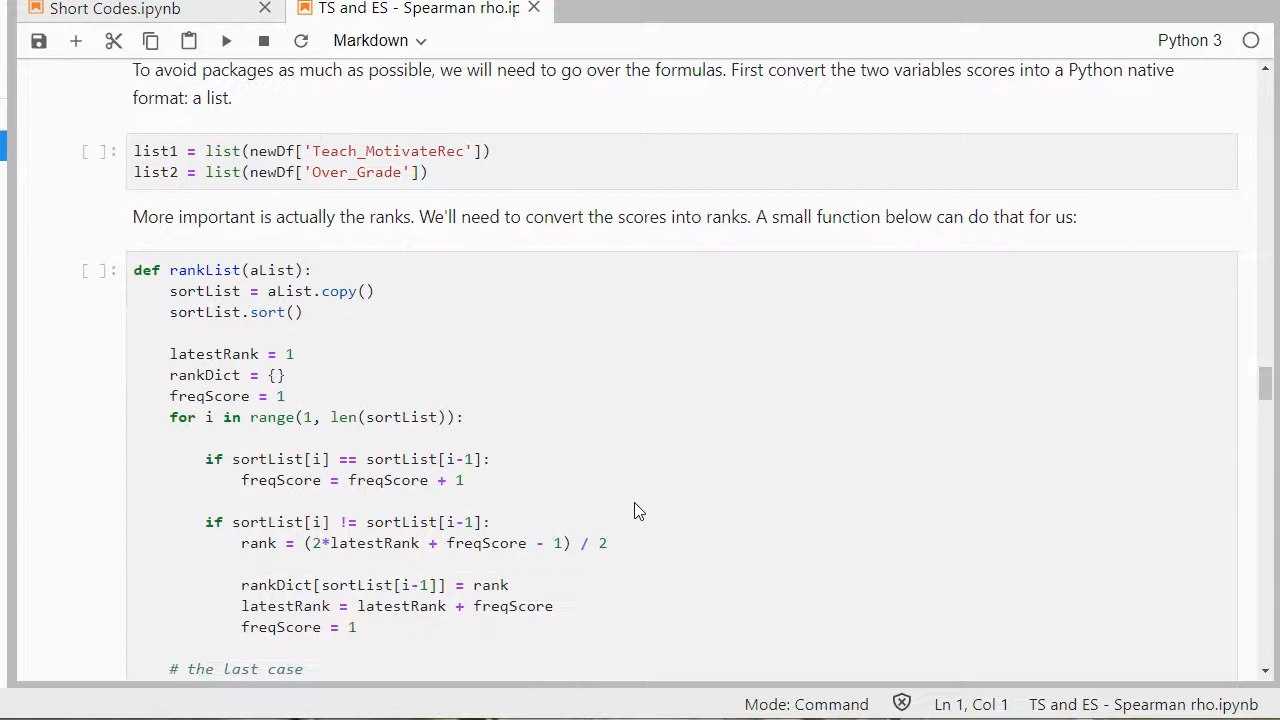 Short Codes.ipynb
TS and ES - Spearman rho.ip
Markdown
Python 3
To avoid packages as much as possible, we will need to go over the formulas. First convert the two variables scores into a Python native
format: a list.
[ ]:
list1 = list(newDf['Teach_MotivateRec'])
list2 = list(newDf['Over_Grade'])
More important is actually the ranks. We'll need to convert the scores into ranks. A small function below can do that for us:
[ ]:
def rankList(aList):
    sortList = aList.copy()
    sortList.sort()
    latestRank = 1
    rankDict = {}
    freqScore = 1
    for i in range(1, len(sortList)):
        if sortList[i] == sortList[i-1]:
            freqScore = freqScore + 1
        if sortList[i] != sortList[i-1]:
            rank = (2*latestRank + freqScore - 1) / 2
            rankDict[sortList[i-1]] = rank
            latestRank = latestRank + freqScore
            freqScore = 1
    # the last case
Mode: Command
Ln 1, Col 1
TS and ES - Spearman rho.ipynb